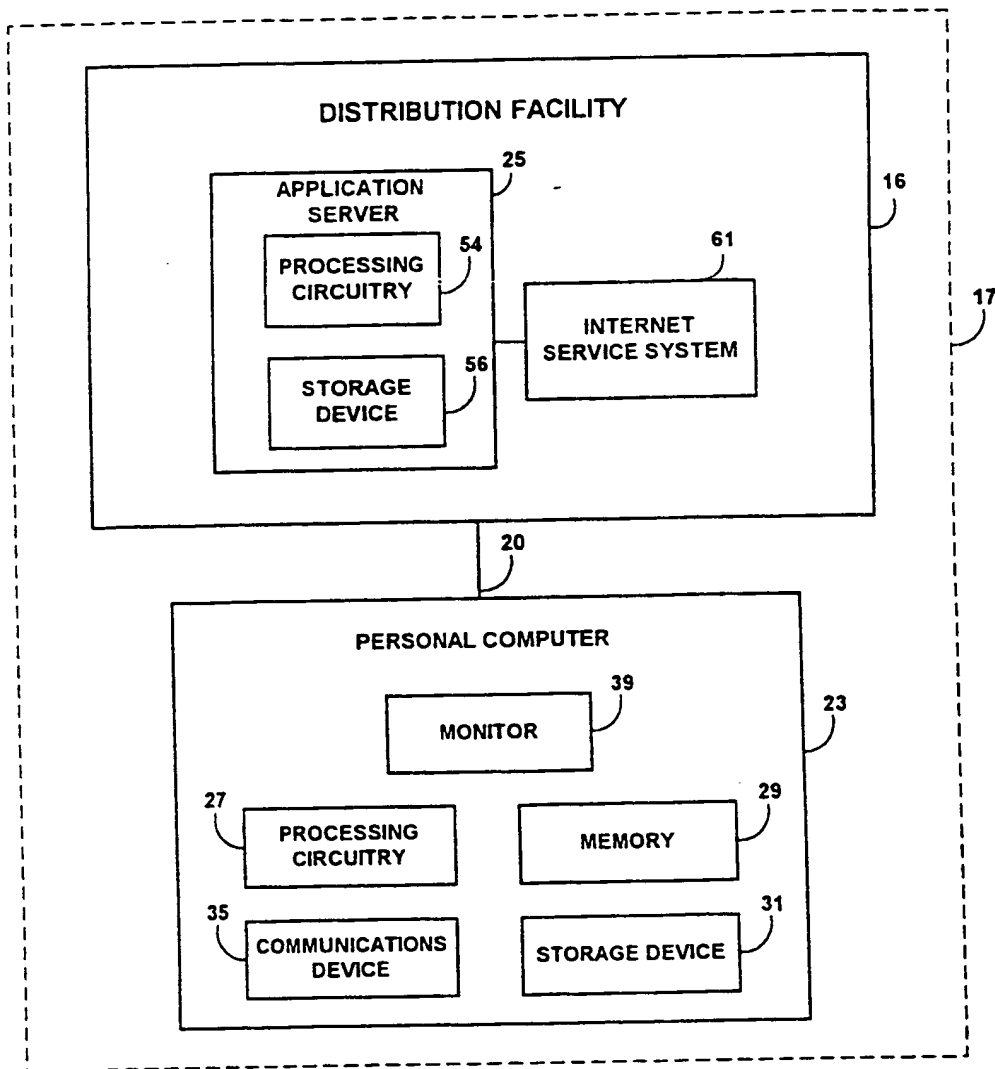 DISTRIBUTION FACILITY
25
APPLICATION
SERVER
16
54
PROCESSING
CIRCUITRY
61
INTERNET
SERVICE SYSTEM
17
56
STORAGE
DEVICE
20
PERSONAL COMPUTER
39
MONITOR
23
27
PROCESSING
CIRCUITRY
29
MEMORY
35
COMMUNICATIONS
DEVICE
31
STORAGE DEVICE